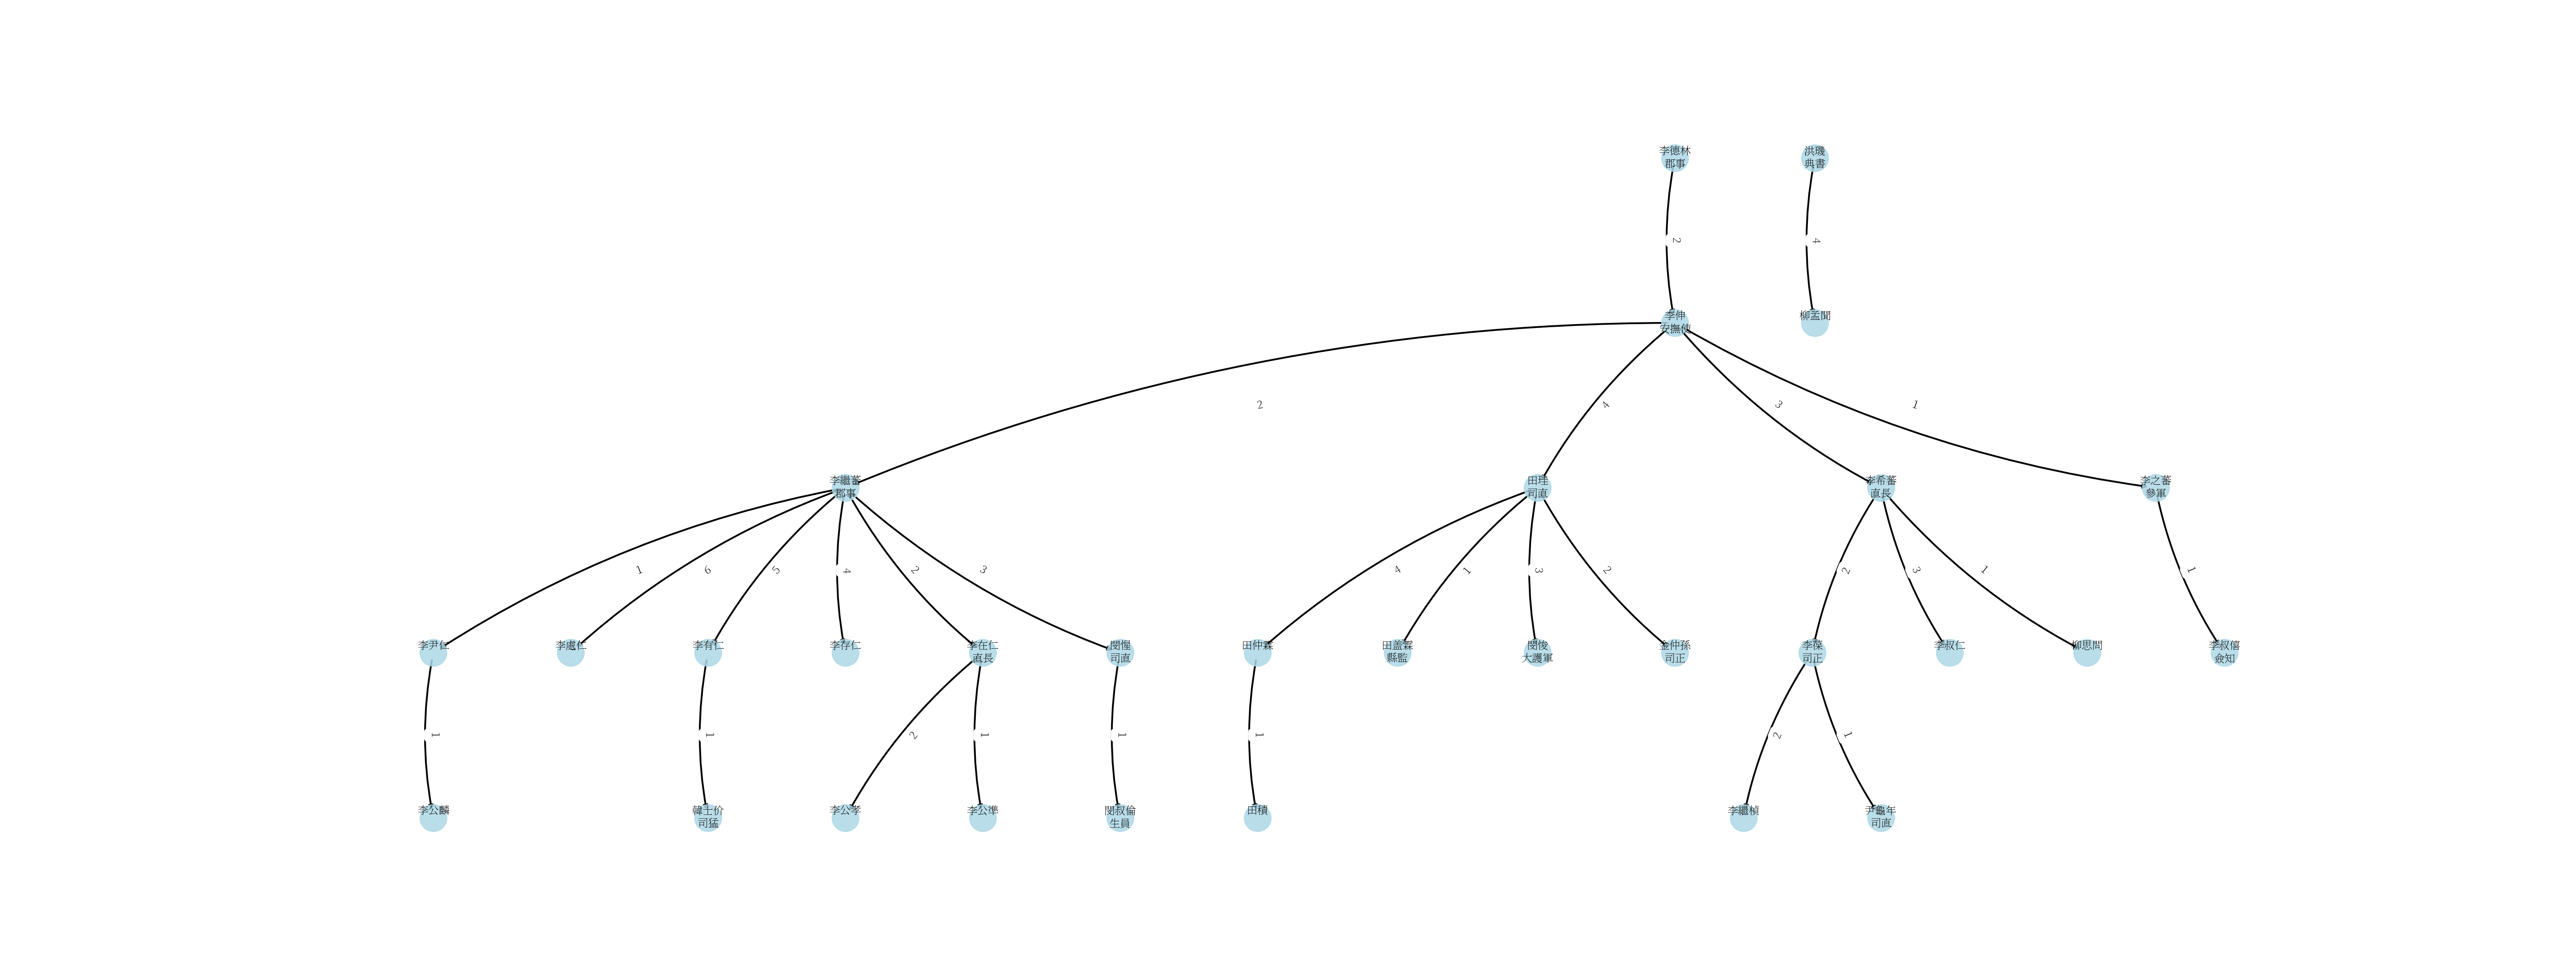 李德林
郡事
洪璣
典書
2
4
李伸
安撫使
柳孟聞
2
4
3
1
李繼蕃
郡事
田理
司直
李希蕃
直長
李之蕃
參軍
1
6
5
4
2
3
4
1
3
2
2
3
1
1
李尹仁
李處仁
李有仁
李存仁
李在仁
直長
閔惺
司直
田仲霖
田盖霖
縣監
閔俊
大護軍
金仲孫
司正
李葆
司正
李叔仁
柳思問
李叔僖
僉知
1
1
2
1
1
1
2
1
李公麟
韓士价
司猛
李公孝
李公準
閔叔倫
生員
田積
李繼楨
尹龜年
司直